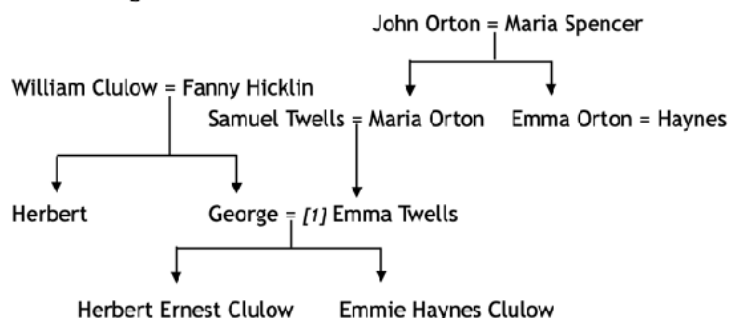 John Orton = Maria Spencer
William Clulow = Fanny Hicklin
Samuel Twells = Maria Orton Emma Orton = Haynes
Herbert George = [1] Emma Twells
Herbert Ernest Clulow Emmie Haynes Clulow